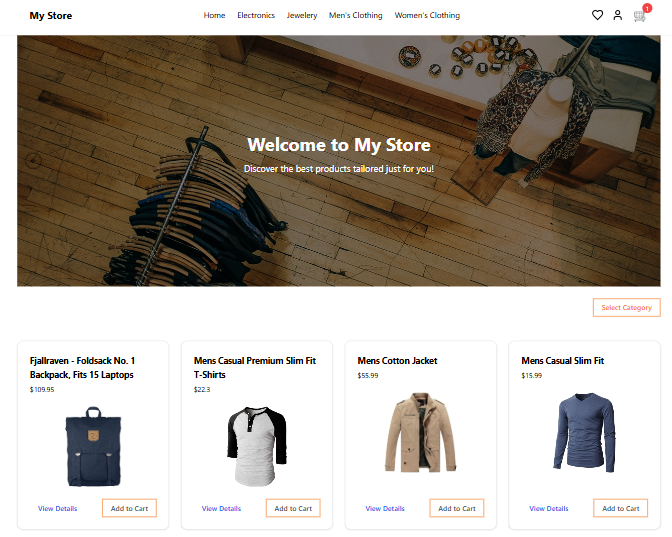 My Store
Home Electronics Jewelery Men's Clothing Women's Clothing
1
Welcome to My Store
Discover the best products tailored just for you!
Select Category
Fjallraven - Foldsack No. 1
Backpack, Fits 15 Laptops
$109.95
View Details
Add to Cart
Mens Casual Premium Slim Fit
T-Shirts
$22.3
View Details
Add to Cart
Mens Cotton Jacket
$55.99
View Details
Add to Cart
Mens Casual Slim Fit
$15.99
View Details
Add to Cart